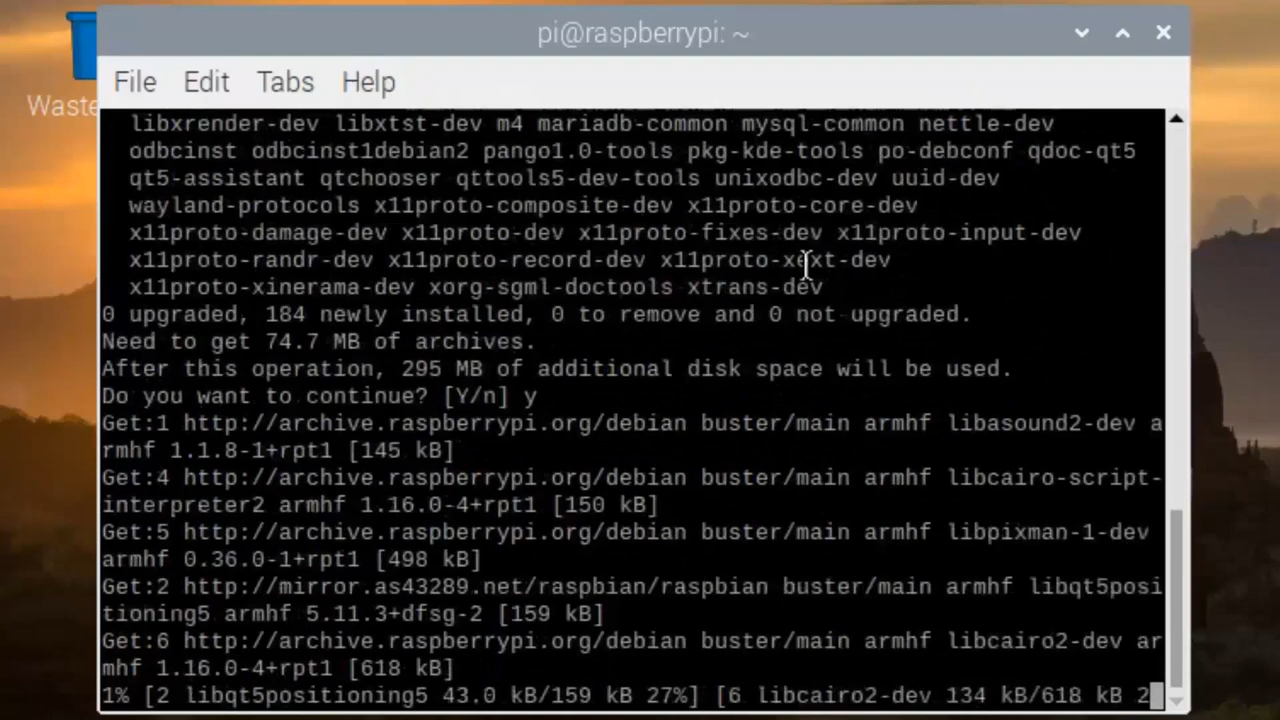 pi@raspberrypi: ~
File Edit Tabs Help
Waste
libxrender-dev libxtst-dev m4 mariadb-common mysql-common nettle-dev
odbcinst odbcinst1debian2 pango1.0-tools pkg-kde-tools po-debconf qdoc-qt5
qt5-assistant qtchooser qttools5-dev-tools unixodbc-dev uuid-dev
wayland-protocols x11proto-composite-dev x11proto-core-dev
x11proto-damage-dev x11proto-dev x11proto-fixes-dev x11proto-input-dev
x11proto-randr-dev x11proto-record-dev x11proto-xext-dev
x11proto-xinerama-dev xorg-sgml-doctools xtrans-dev
0 upgraded, 184 newly installed, 0 to remove and 0 not upgraded.
Need to get 74.7 MB of archives.
After this operation, 295 MB of additional disk space will be used.
Do you want to continue? [Y/n] y
Get:1 http://archive.raspberrypi.org/debian buster/main armhf libasound2-dev a
rmhf 1.1.8-1+rpt1 [145 kB]
Get:4 http://archive.raspberrypi.org/debian buster/main armhf libcairo-script-
interpreter2 armhf 1.16.0-4+rpt1 [150 kB]
Get:5 http://archive.raspberrypi.org/debian buster/main armhf libpixman-1-dev
armhf 0.36.0-1+rpt1 [498 kB]
Get:2 http://mirror.as43289.net/raspbian/raspbian buster/main armhf libqt5posi
tioning5 armhf 5.11.3+dfsg-2 [159 kB]
Get:6 http://archive.raspberrypi.org/debian buster/main armhf libcairo2-dev ar
mhf 1.16.0-4+rpt1 [618 kB]
1% [2 libqt5positioning5 43.0 kB/159 kB 27%] [6 libcairo2-dev 134 kB/618 kB 2